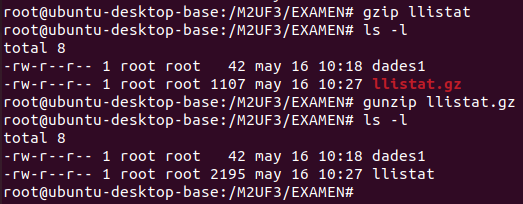 root@ubuntu-desktop-base:/M2UF3/EXAMEN# gzip llistat
root@ubuntu-desktop-base:/M2UF3/EXAMEN# ls -l
total 8
-rw-r--r-- 1 root root   42 may 16 10:18 dades1
-rw-r--r-- 1 root root 1107 may 16 10:27 llistat.gz
root@ubuntu-desktop-base:/M2UF3/EXAMEN# gunzip llistat.gz
root@ubuntu-desktop-base:/M2UF3/EXAMEN# ls -l
total 8
-rw-r--r-- 1 root root   42 may 16 10:18 dades1
-rw-r--r-- 1 root root 2195 may 16 10:27 llistat
root@ubuntu-desktop-base:/M2UF3/EXAMEN#